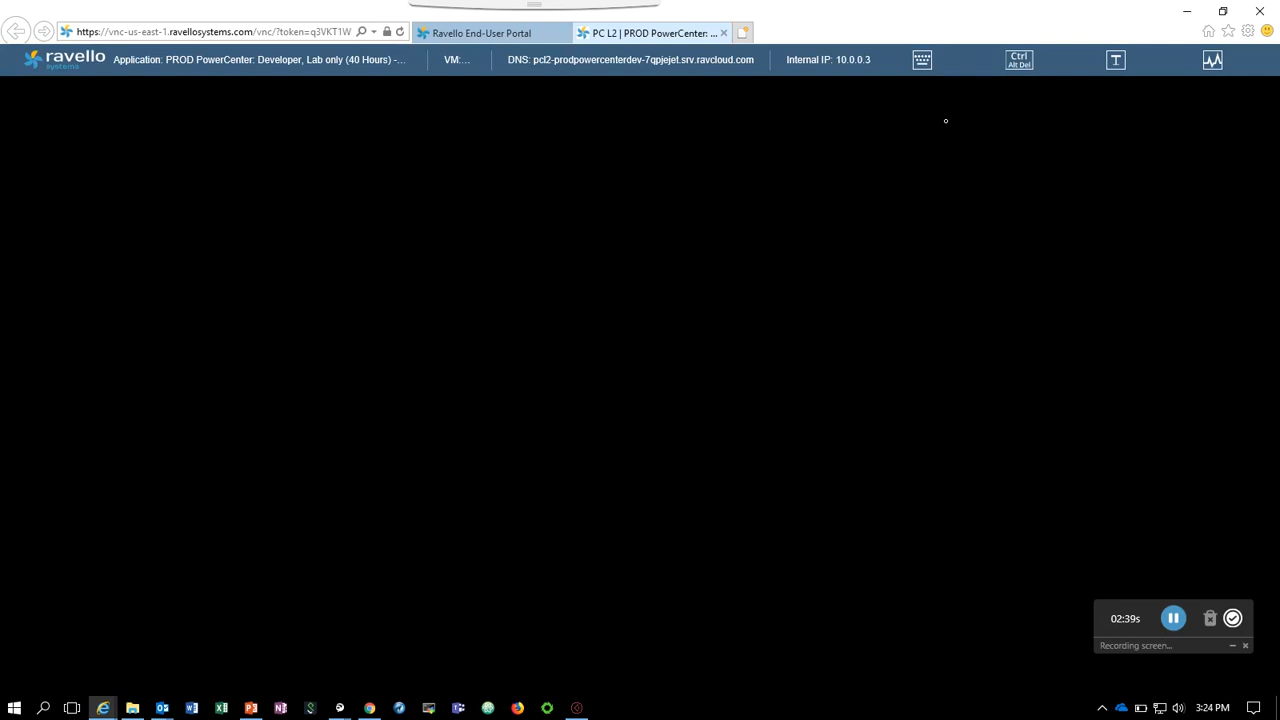 https://vnc-us-east-1.ravellosystems.com/vnc/?token=q3VKT1W
Ravello End-User Portal
PC L2 | PROD PowerCenter: ...
ravello
systems
Application: PROD PowerCenter: Developer, Lab only (40 Hours) -...
VM:...
DNS: pcl2-prodpowercenterdev-7qpjejet.srv.ravcloud.com
Internal IP: 10.0.0.3
Ctrl
Alt Del
T
02:39s
Recording screen...
3:24 PM